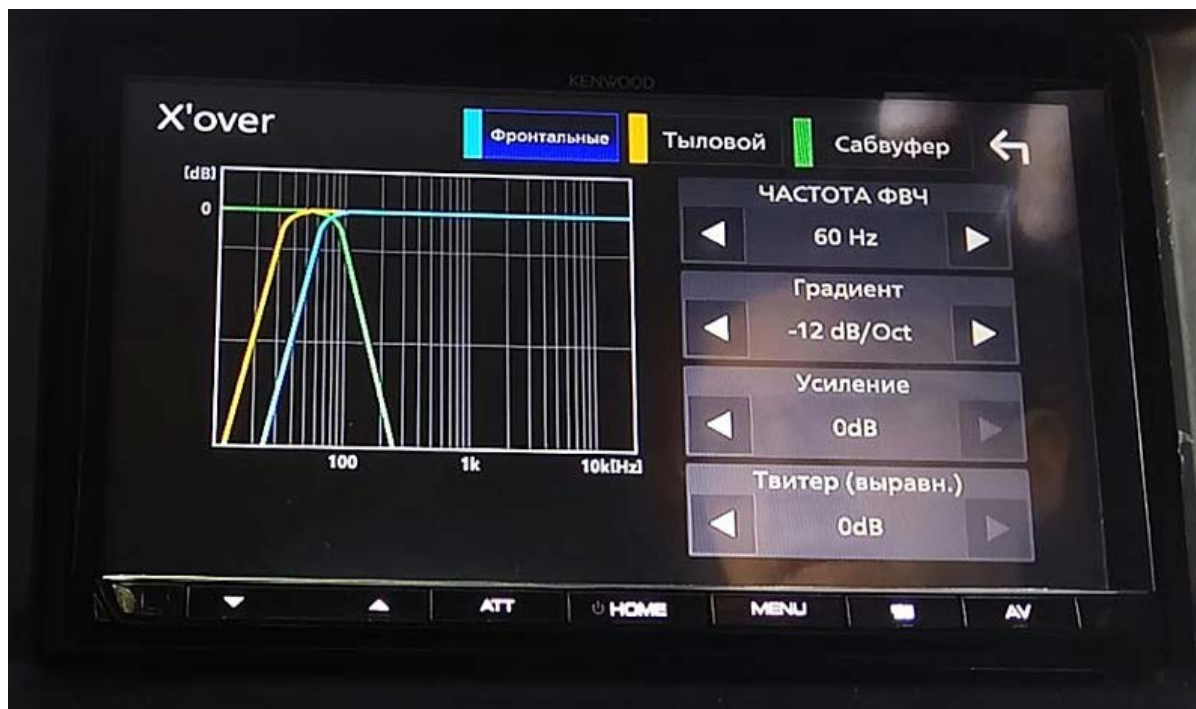 KENWOOD
X'over
Фронтальные
Тыловой
Сабвуфер
[dB]
0
100
1k
10k[Hz]
ЧАСТОТА ФВЧ
60 Hz
Градиент
-12 dB/Oct
Усиление
0dB
Твитер (выравн.)
0dB
ATT
HOME
MENU
AV